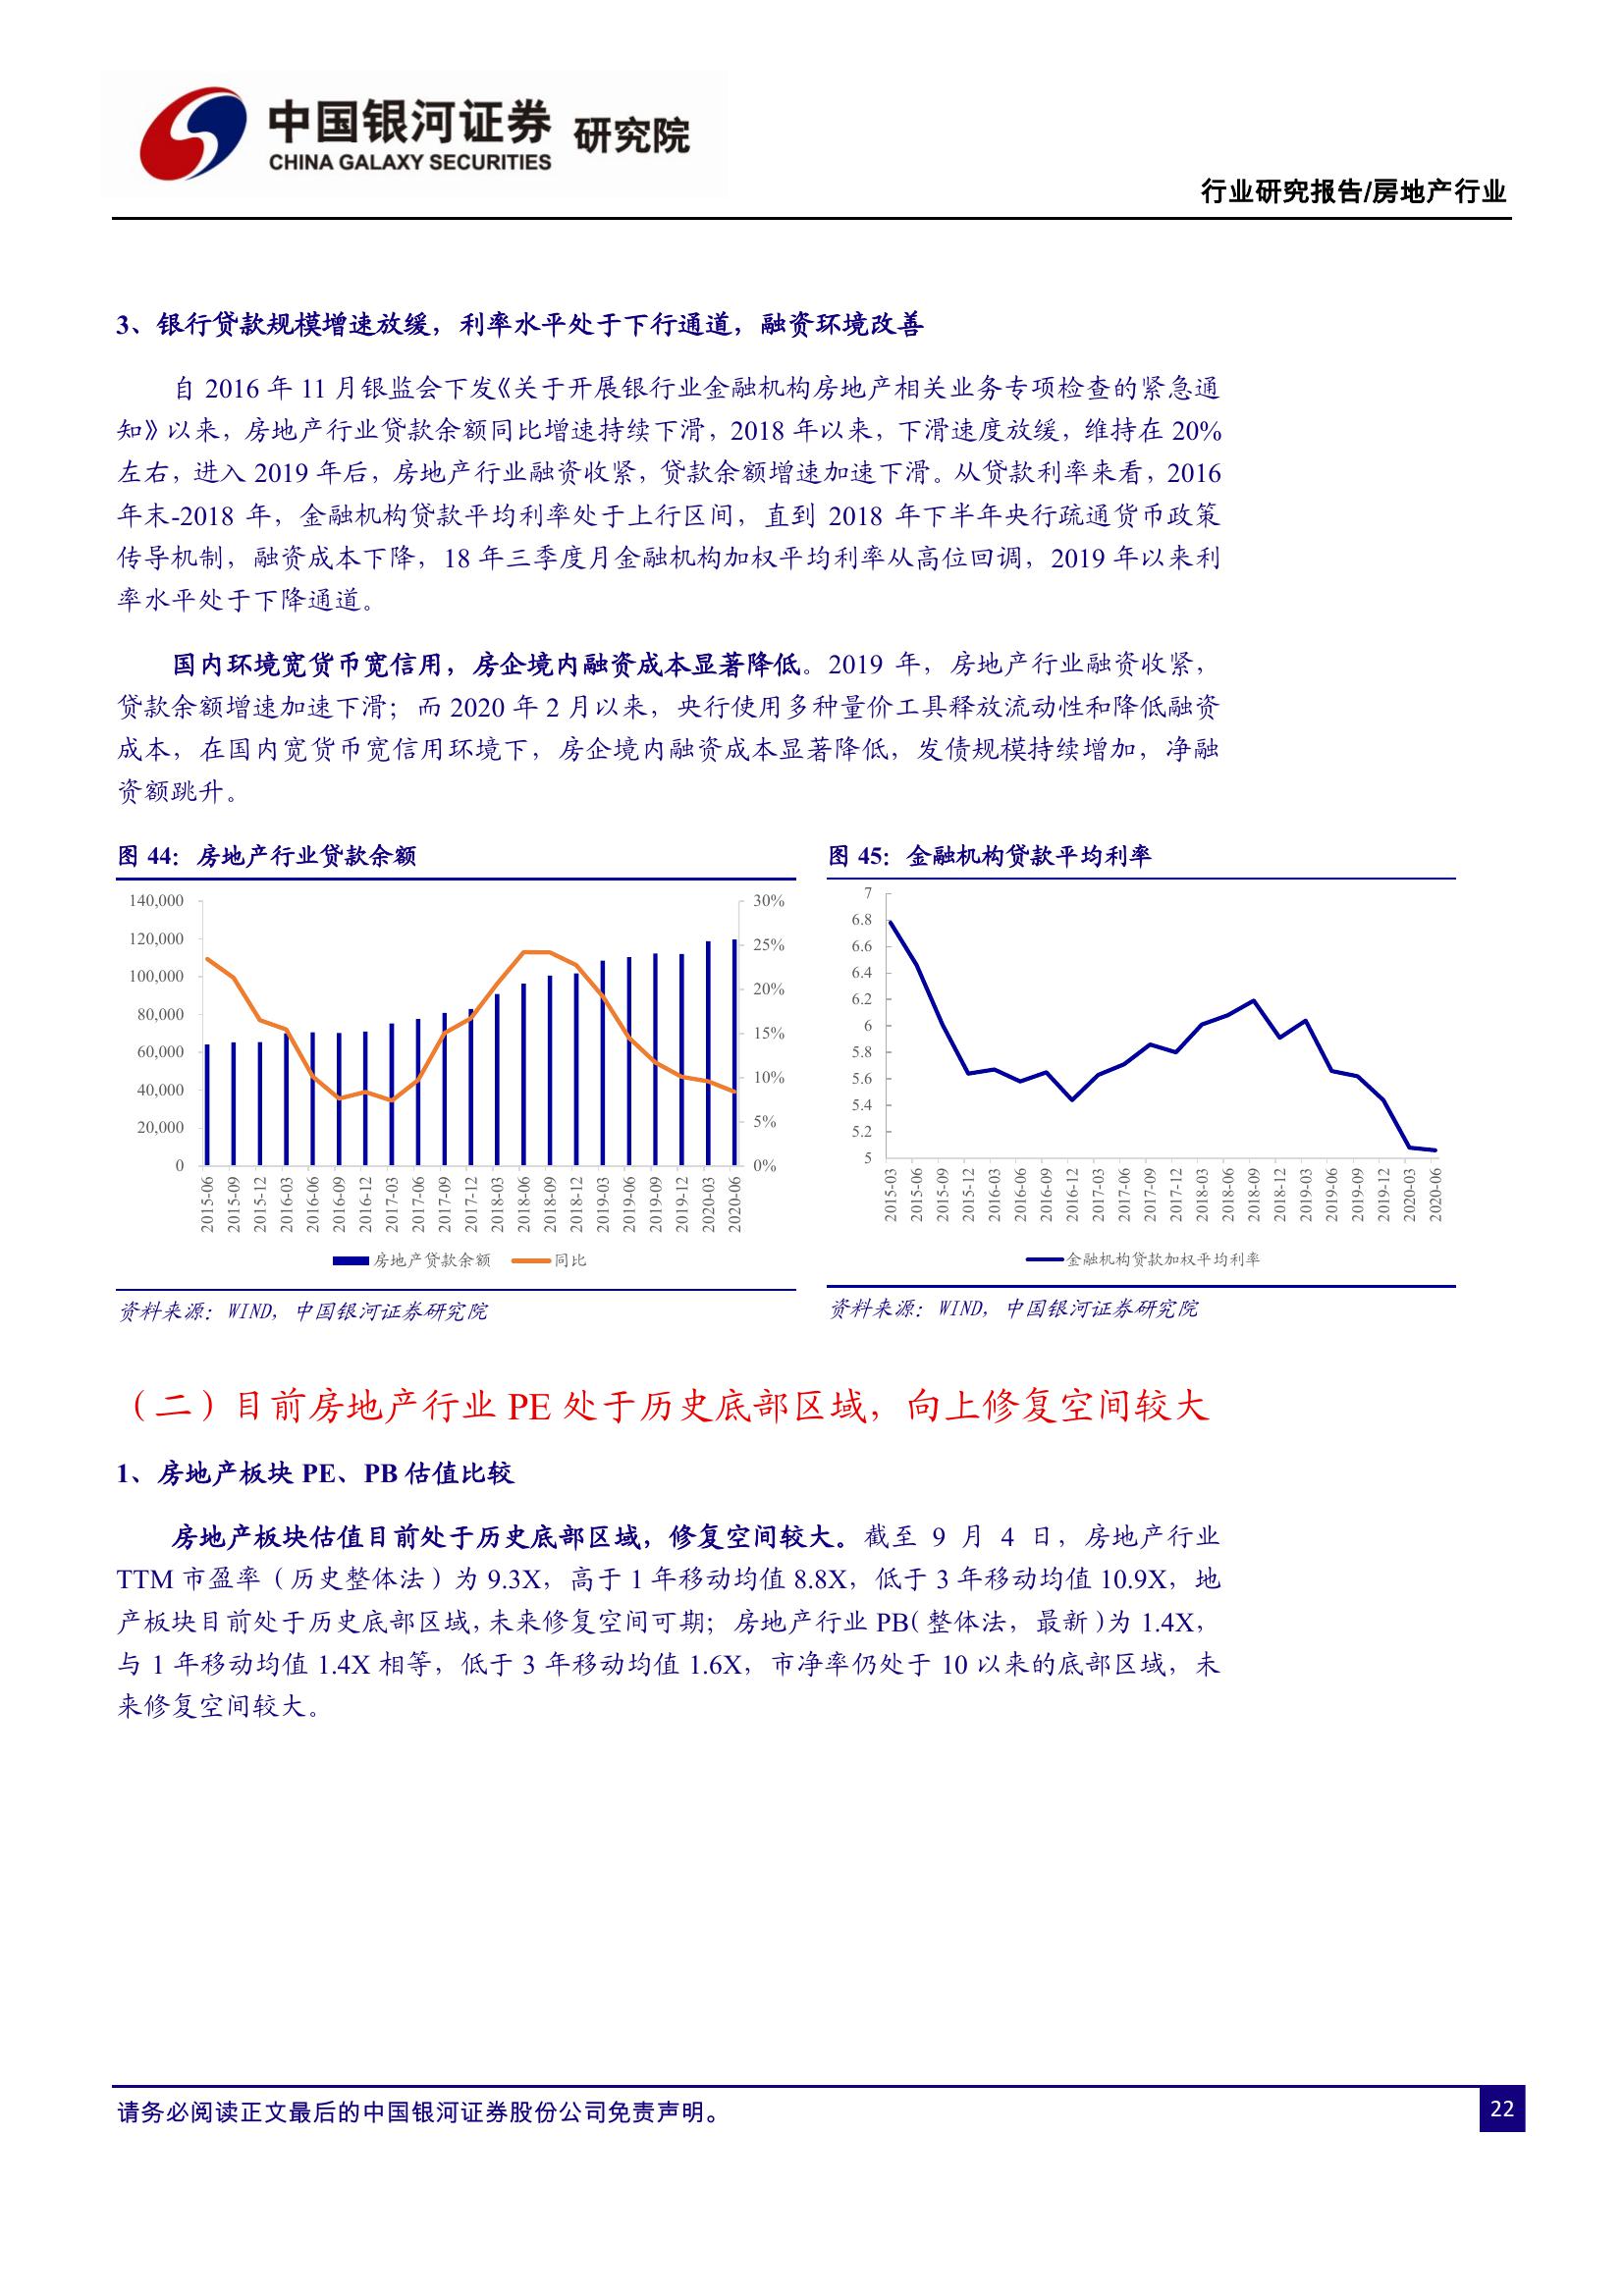 中国银河证券 研究院
CHINA GALAXY SECURITIES
行业研究报告/房地产行业
3、银行贷款规模增速放缓，利率水平处于下行通道，融资环境改善
自 2016 年 11 月银监会下发《关于开展银行业金融机构房地产相关业务专项检查的紧急通
知》以来，房地产行业贷款余额同比增速持续下滑，2018 年以来，下滑速度放缓，维持在 20%
左右，进入 2019 年后，房地产行业融资收紧，贷款余额增速加速下滑。从贷款利率来看，2016
年末-2018 年，金融机构贷款平均利率处于上行区间，直到 2018 年下半年央行疏通货币政策
传导机制，融资成本下降，18 年三季度月金融机构加权平均利率从高位回调，2019 年以来利
率水平处于下降通道。
国内环境宽货币宽信用，房企境内融资成本显著降低。2019 年，房地产行业融资收紧，
贷款余额增速加速下滑；而 2020 年 2 月以来，央行使用多种量价工具释放流动性和降低融资
成本，在国内宽货币宽信用环境下，房企境内融资成本显著降低，发债规模持续增加，净融
资额跳升。
图 44：房地产行业贷款余额
140,000
120,000
100,000
80,000
60,000
40,000
20,000
0
30%
25%
20%
15%
10%
5%
0%
2015-06
2015-09
2015-12
2016-03
2016-06
2016-09
2016-12
2017-03
2017-06
2017-09
2017-12
2018-03
2018-06
2018-09
2018-12
2019-03
2019-06
2019-09
2019-12
2020-03
2020-06
房地产贷款余额 同比
资料来源：WIND，中国银河证券研究院
图 45：金融机构贷款平均利率
7
6.8
6.6
6.4
6.2
6
5.8
5.6
5.4
5.2
5
2015-03
2015-06
2015-09
2015-12
2016-03
2016-06
2016-09
2016-12
2017-03
2017-06
2017-09
2017-12
2018-03
2018-06
2018-09
2018-12
2019-03
2019-06
2019-09
2019-12
2020-03
2020-06
金融机构贷款加权平均利率
资料来源：WIND，中国银河证券研究院
（二）目前房地产行业 PE 处于历史底部区域，向上修复空间较大
1、房地产板块 PE、PB 估值比较
房地产板块估值目前处于历史底部区域，修复空间较大。截至 9 月 4 日，房地产行业
TTM 市盈率（历史整体法）为 9.3X，高于 1 年移动均值 8.8X，低于 3 年移动均值 10.9X，地
产板块目前处于历史底部区域，未来修复空间可期；房地产行业 PB（整体法，最新）为 1.4X，
与 1 年移动均值 1.4X 相等，低于 3 年移动均值 1.6X，市净率仍处于 10 以来的底部区域，未
来修复空间较大。
请务必阅读正文最后的中国银河证券股份公司免责声明。
22